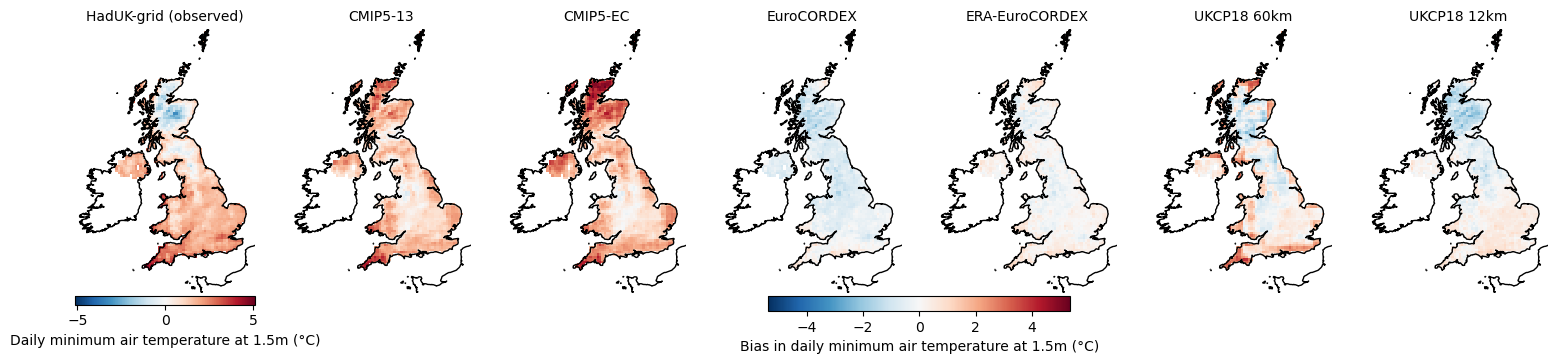 HadUK-grid (observed)
CMIP5-13
CMIP5-EC
EuroCORDEX
ERA-EuroCORDEX
UKCP18 60km
UKCP18 12km
−5 0 5
Daily minimum air temperature at 1.5m (°C)
−4 −2 0 2 4
Bias in daily minimum air temperature at 1.5m (°C)